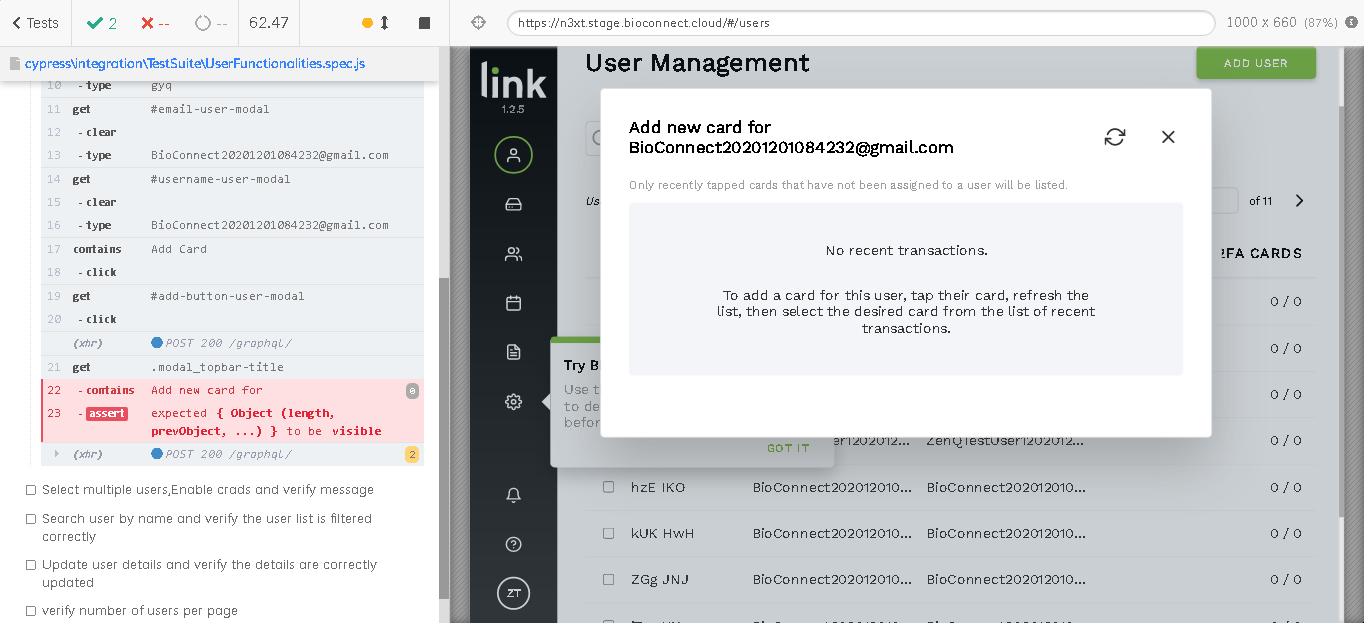 Tests
2
--
--
62.47
https://n3xt.stage.bioconnect.cloud/#/users
1000 x 660 (87%)
cypress\integration\TestSuite\UserFunctionalities.spec.js
10 - type gyq
11 get #email-user-modal
12 - clear
13 - type BioConnect20201201084232@gmail.com
14 get #username-user-modal
15 - clear
16 - type BioConnect20201201084232@gmail.com
17 contains Add Card
18 - click
19 get #add-button-user-modal
20 - click
(xhr) POST 200 /graphql/
21 get .modal_topbar-title
22 - contains Add new card for 0
23 - assert expected { Object (length,
prevObject, ...) } to be visible
(xhr) POST 200 /graphql/ 2
Select multiple users,Enable crads and verify message
Search user by name and verify the user list is filtered
correctly
Update user details and verify the details are correctly
updated
verify number of users per page
link
1.2.5
ZT
User Management
ADD USER
Add new card for
BioConnect20201201084232@gmail.com
Only recently tapped cards that have not been assigned to a user will be listed.
Us
of 11
No recent transactions.
2FA CARDS
To add a card for this user, tap their card, refresh the
list, then select the desired card from the list of recent
transactions.
0 / 0
0 / 0
Try B
Use t
to de
0 / 0
befor
er1202012... ZenQTestUser1202012... 0 / 0
GOT IT
hzE IKO BioConnect202012010... BioConnect202012010... 0 / 0
kUK HwH BioConnect202012010... BioConnect202012010... 0 / 0
ZGg JNJ BioConnect202012010... BioConnect202012010... 0 / 0